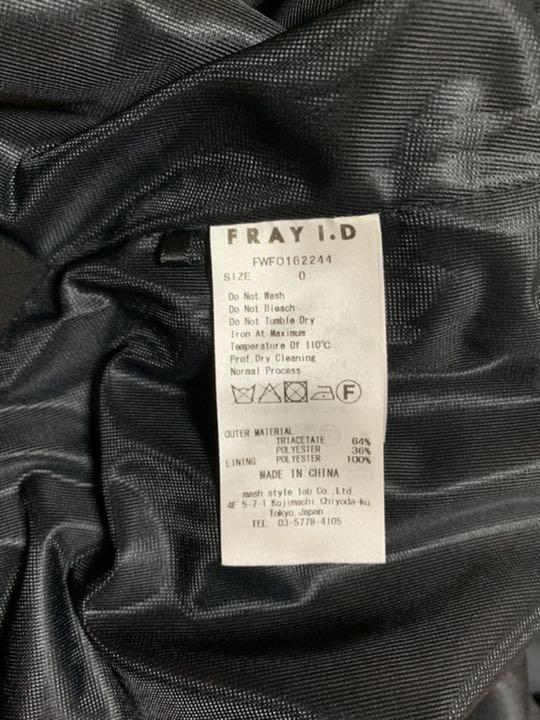 FRAY I.D
FWFO162244
SIZE 0
Do Not Wash
Do Not Bleach
Do Not Tumble Dry
Iron At Maximum
Temperature Of 110℃
Prof Dry Cleaning
Normal Process
F
OUTER MATERIAL
TRIACETATE 64%
POLYESTER 36%
LINING POLYESTER 100%
MADE IN CHINA
mash style lab Co.,Ltd
4F 5-7-1 Kojimachi Chiyoda-ku
Tokyo,Japan
TEL 03-5778-4105